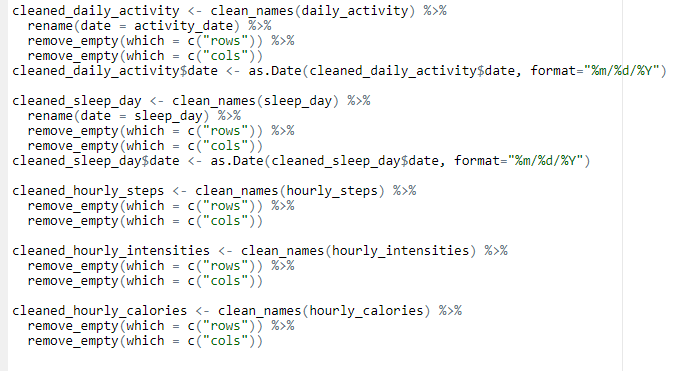 cleaned_daily_activity <- clean_names(daily_activity) %>%
  rename(date = activity_date) %>%
  remove_empty(which = c("rows")) %>%
  remove_empty(which = c("cols"))
cleaned_daily_activity$date <- as.Date(cleaned_daily_activity$date, format="%m/%d/%Y")

cleaned_sleep_day <- clean_names(sleep_day) %>%
  rename(date = sleep_day) %>%
  remove_empty(which = c("rows")) %>%
  remove_empty(which = c("cols"))
cleaned_sleep_day$date <- as.Date(cleaned_sleep_day$date, format="%m/%d/%Y")

cleaned_hourly_steps <- clean_names(hourly_steps) %>%
  remove_empty(which = c("rows")) %>%
  remove_empty(which = c("cols"))

cleaned_hourly_intensities <- clean_names(hourly_intensities) %>%
  remove_empty(which = c("rows")) %>%
  remove_empty(which = c("cols"))

cleaned_hourly_calories <- clean_names(hourly_calories) %>%
  remove_empty(which = c("rows")) %>%
  remove_empty(which = c("cols"))